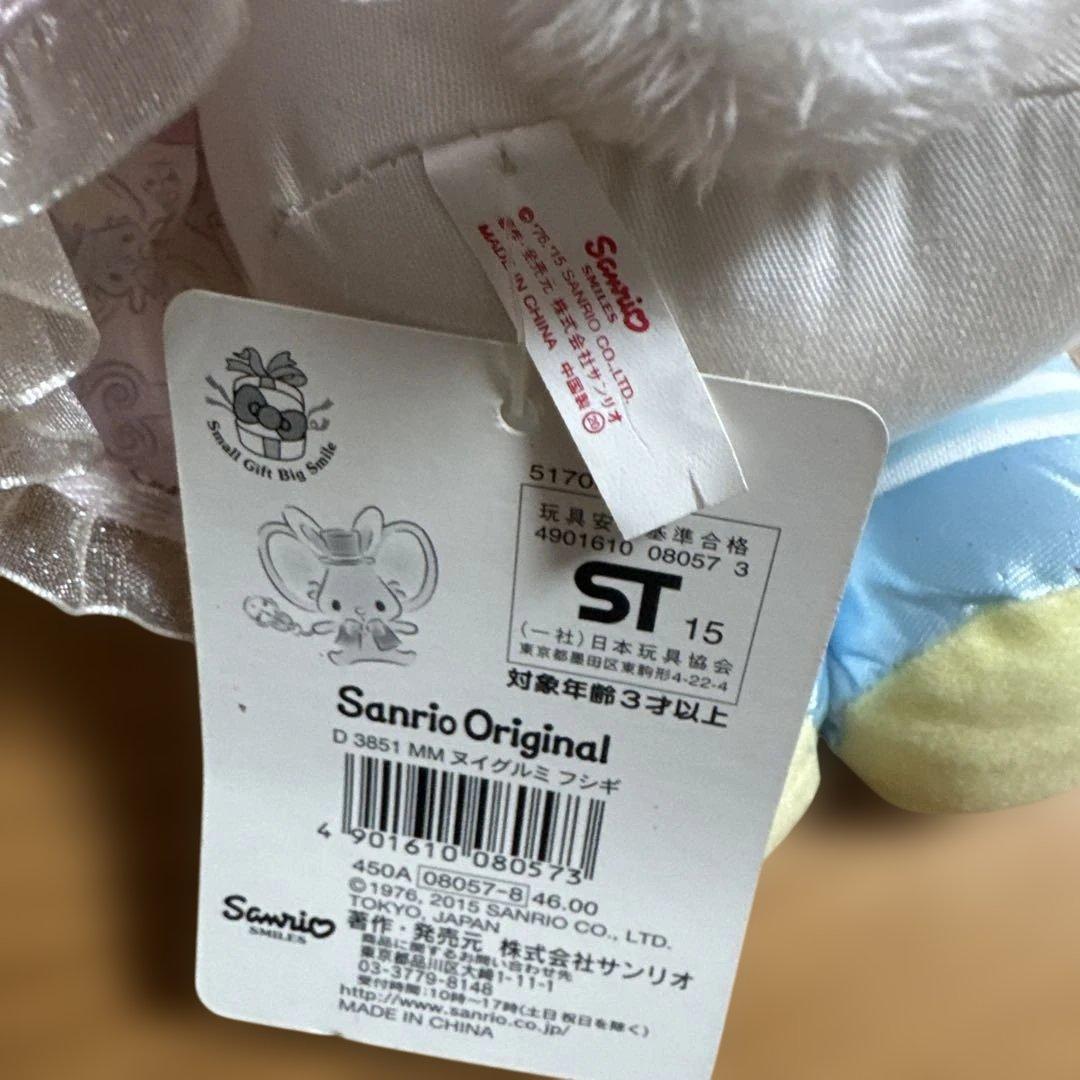 Sanrio
SMILES
©'76,'15 SANRIO CO.,LTD.
著作・発売元 株式会社サンリオ
MADE IN CHINA 中国製 20
Small Gift Big Smile
5170
玩具安 基準合格
4901610 08057 3
ST 15
(一社)日本玩具協会
東京都墨田区東駒形4-22-4
対象年齢3才以上
Sanrio Original
D 3851 MM ヌイグルミ フシギ
4 901610 080573
450A 08057-8 46.00
©1976, 2015 SANRIO CO., LTD.
TOKYO, JAPAN
Sanrio
SMILES
著作・発売元 株式会社サンリオ
商品に関するお問い合わせ先
東京都品川区大崎1-11-1
03-3779-8148
受付時間:10時〜17時(土日祝日を除く)
http://www.sanrio.co.jp/
MADE IN CHINA